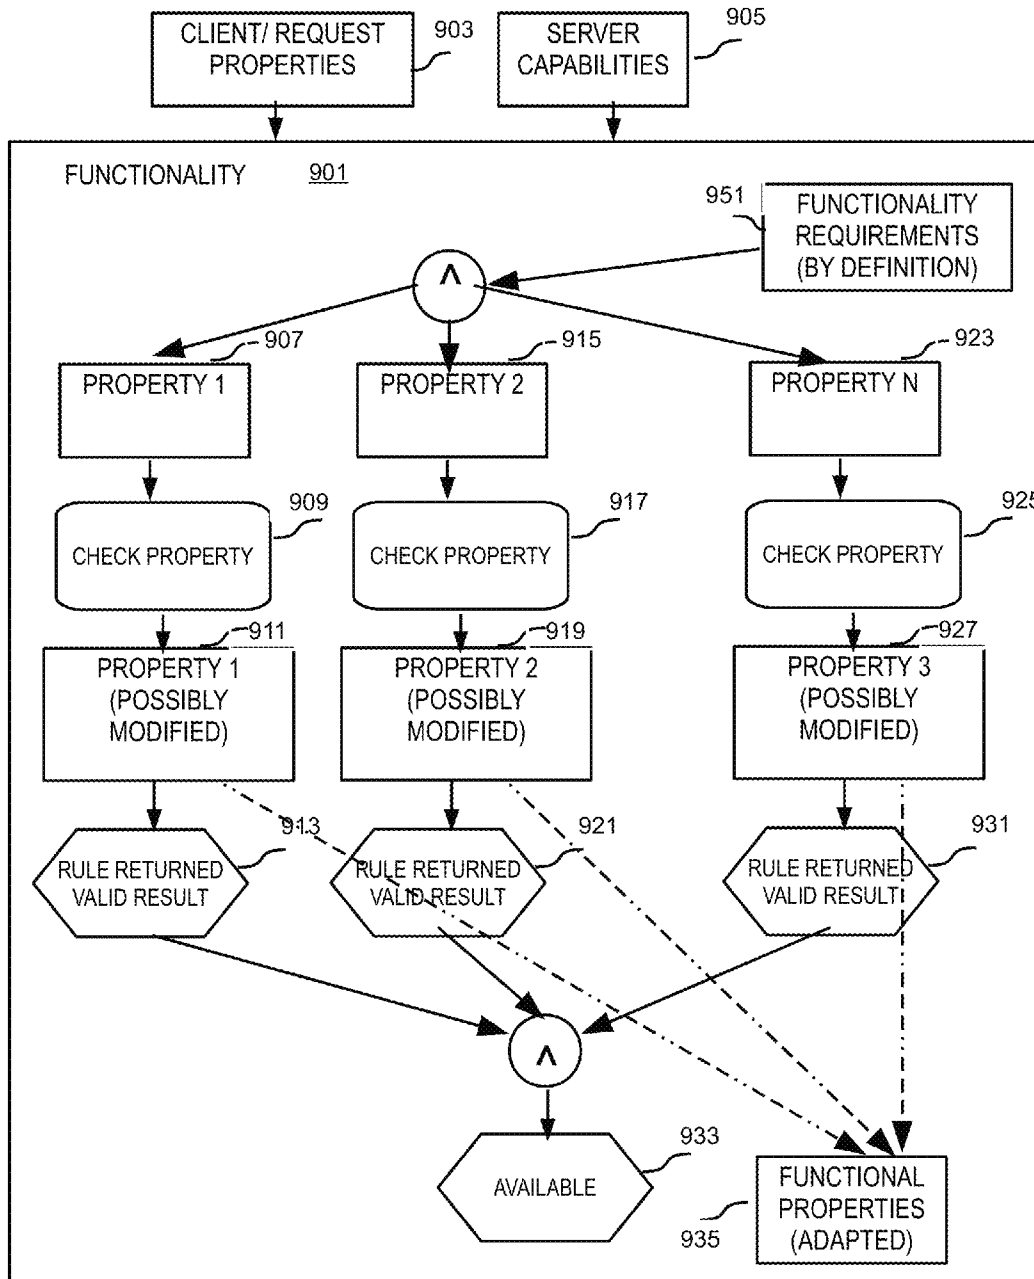 CLIENT/ REQUEST
PROPERTIES
903
SERVER
CAPABILITIES
905
FUNCTIONALITY 901
951
FUNCTIONALITY
REQUIREMENTS
(BY DEFINITION)
^
907
915
923
PROPERTY 1
PROPERTY 2
PROPERTY N
909
917
925
CHECK PROPERTY
CHECK PROPERTY
CHECK PROPERTY
911
919
927
PROPERTY 1
(POSSIBLY
MODIFIED)
PROPERTY 2
(POSSIBLY
MODIFIED)
PROPERTY 3
(POSSIBLY
MODIFIED)
913
921
931
RULE RETURNED
VALID RESULT
RULE RETURNED
VALID RESULT
RULE RETURNED
VALID RESULT
^
933
AVAILABLE
935
FUNCTIONAL
PROPERTIES
(ADAPTED)